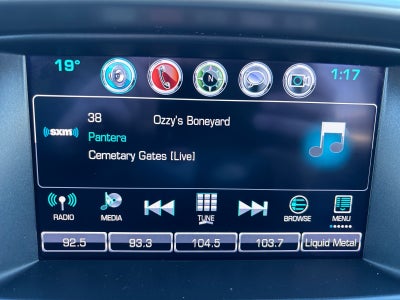 19°
1:17
38 Ozzy's Boneyard
((sxm))
Pantera
Cemetary Gates [Live]
RADIO MEDIA TUNE BROWSE MENU
92.5 93.3 104.5 103.7 Liquid Metal